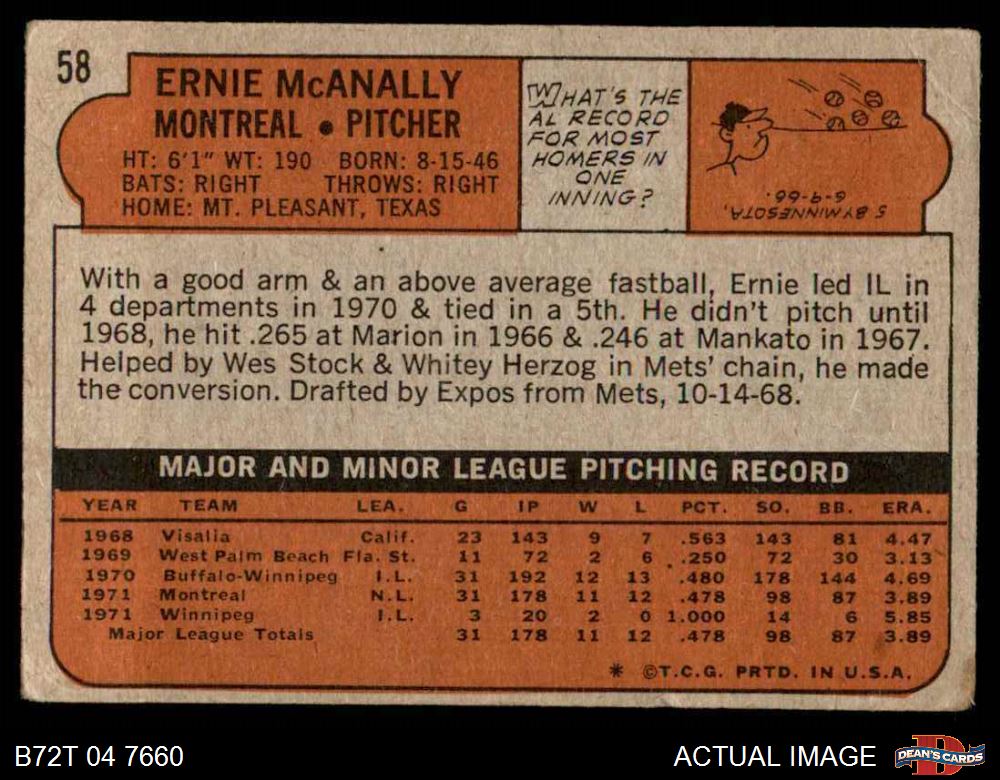 58
ERNIE McANALLY
MONTREAL • PITCHER
HT: 6'1" WT: 190 BORN: 8-15-46
BATS: RIGHT THROWS: RIGHT
HOME: MT. PLEASANT, TEXAS
WHAT'S THE
AL RECORD
FOR MOST
HOMERS IN
ONE
INNING?
5 BY MINNESOTA,
6-9-66.
With a good arm & an above average fastball, Ernie led IL in
4 departments in 1970 & tied in a 5th. He didn't pitch until
1968, he hit .265 at Marion in 1966 & .246 at Mankato in 1967.
Helped by Wes Stock & Whitey Herzog in Mets' chain, he made
the conversion. Drafted by Expos from Mets, 10-14-68.
MAJOR AND MINOR LEAGUE PITCHING RECORD
YEAR TEAM LEA. G IP W L PCT. SO. BB. ERA.
1968 Visalia Calif. 23 143 9 7 .563 143 81 4.47
1969 West Palm Beach Fla. St. 11 72 2 6 .250 72 30 3.13
1970 Buffalo-Winnipeg I.L. 31 192 12 13 .480 178 144 4.69
1971 Montreal N.L. 31 178 11 12 .478 98 87 3.89
1971 Winnipeg I.L. 3 20 2 0 1.000 14 6 5.85
Major League Totals 31 178 11 12 .478 98 87 3.89
* ©T.C.G. PRTD. IN U.S.A.
B72T 04 7660
ACTUAL IMAGE
D
DEAN'S CARDS